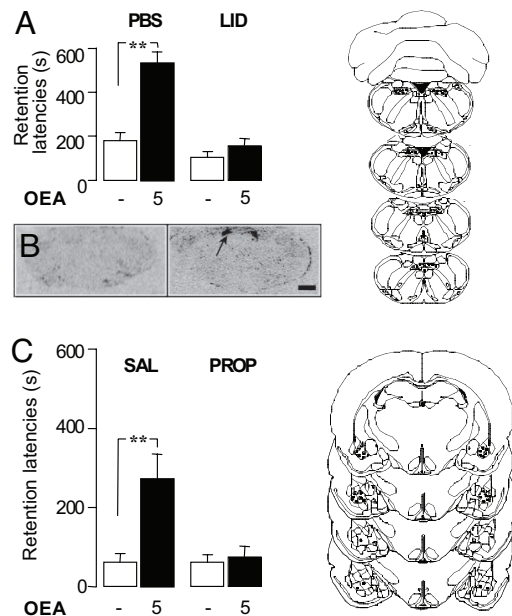 A
PBS LID
Retention
latencies (s)
600
400
200
0
**
OEA - 5 - 5
B
C
SAL PROP
Retention latencies (s)
600
400
200
0
**
OEA - 5 - 5